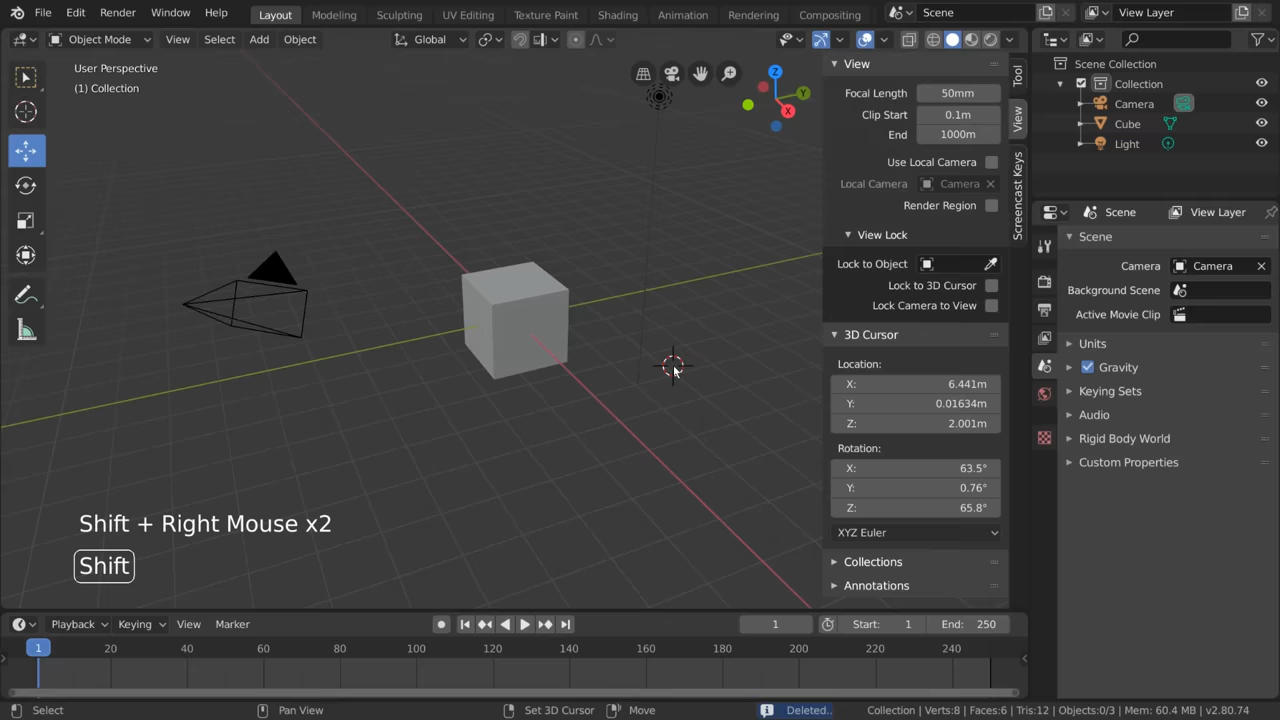 File Edit Render Window Help Layout Modeling Sculpting UV Editing Texture Paint Shading Animation Rendering Compositing Scene View Layer
Object Mode View Select Add Object Global
User Perspective
(1) Collection
Z
Y
X
View
Focal Length 50mm
Clip Start 0.1m
End 1000m
Use Local Camera
Local Camera Camera
Render Region
View Lock
Lock to Object
Lock to 3D Cursor
Lock Camera to View
3D Cursor
Location:
X: 6.441m
Y: 0.01634m
Z: 2.001m
Rotation:
X: 63.5°
Y: 0.76°
Z: 65.8°
XYZ Euler
Collections
Annotations
Tool
View
Screencast Keys
Scene Collection
Collection
Camera
Cube
Light
Scene View Layer
Scene
Camera Camera
Background Scene
Active Movie Clip
Units
Gravity
Keying Sets
Audio
Rigid Body World
Custom Properties
Shift + Right Mouse x2
Shift
Playback Keying View Marker 1 Start: 1 End: 250
1 20 40 60 80 100 120 140 160 180 200 220 240
Select Pan View Set 3D Cursor Move Deleted.. Collection | Verts:8 | Faces:6 | Tris:12 | Objects:0/3 | Mem: 60.4 MB | v2.80.74